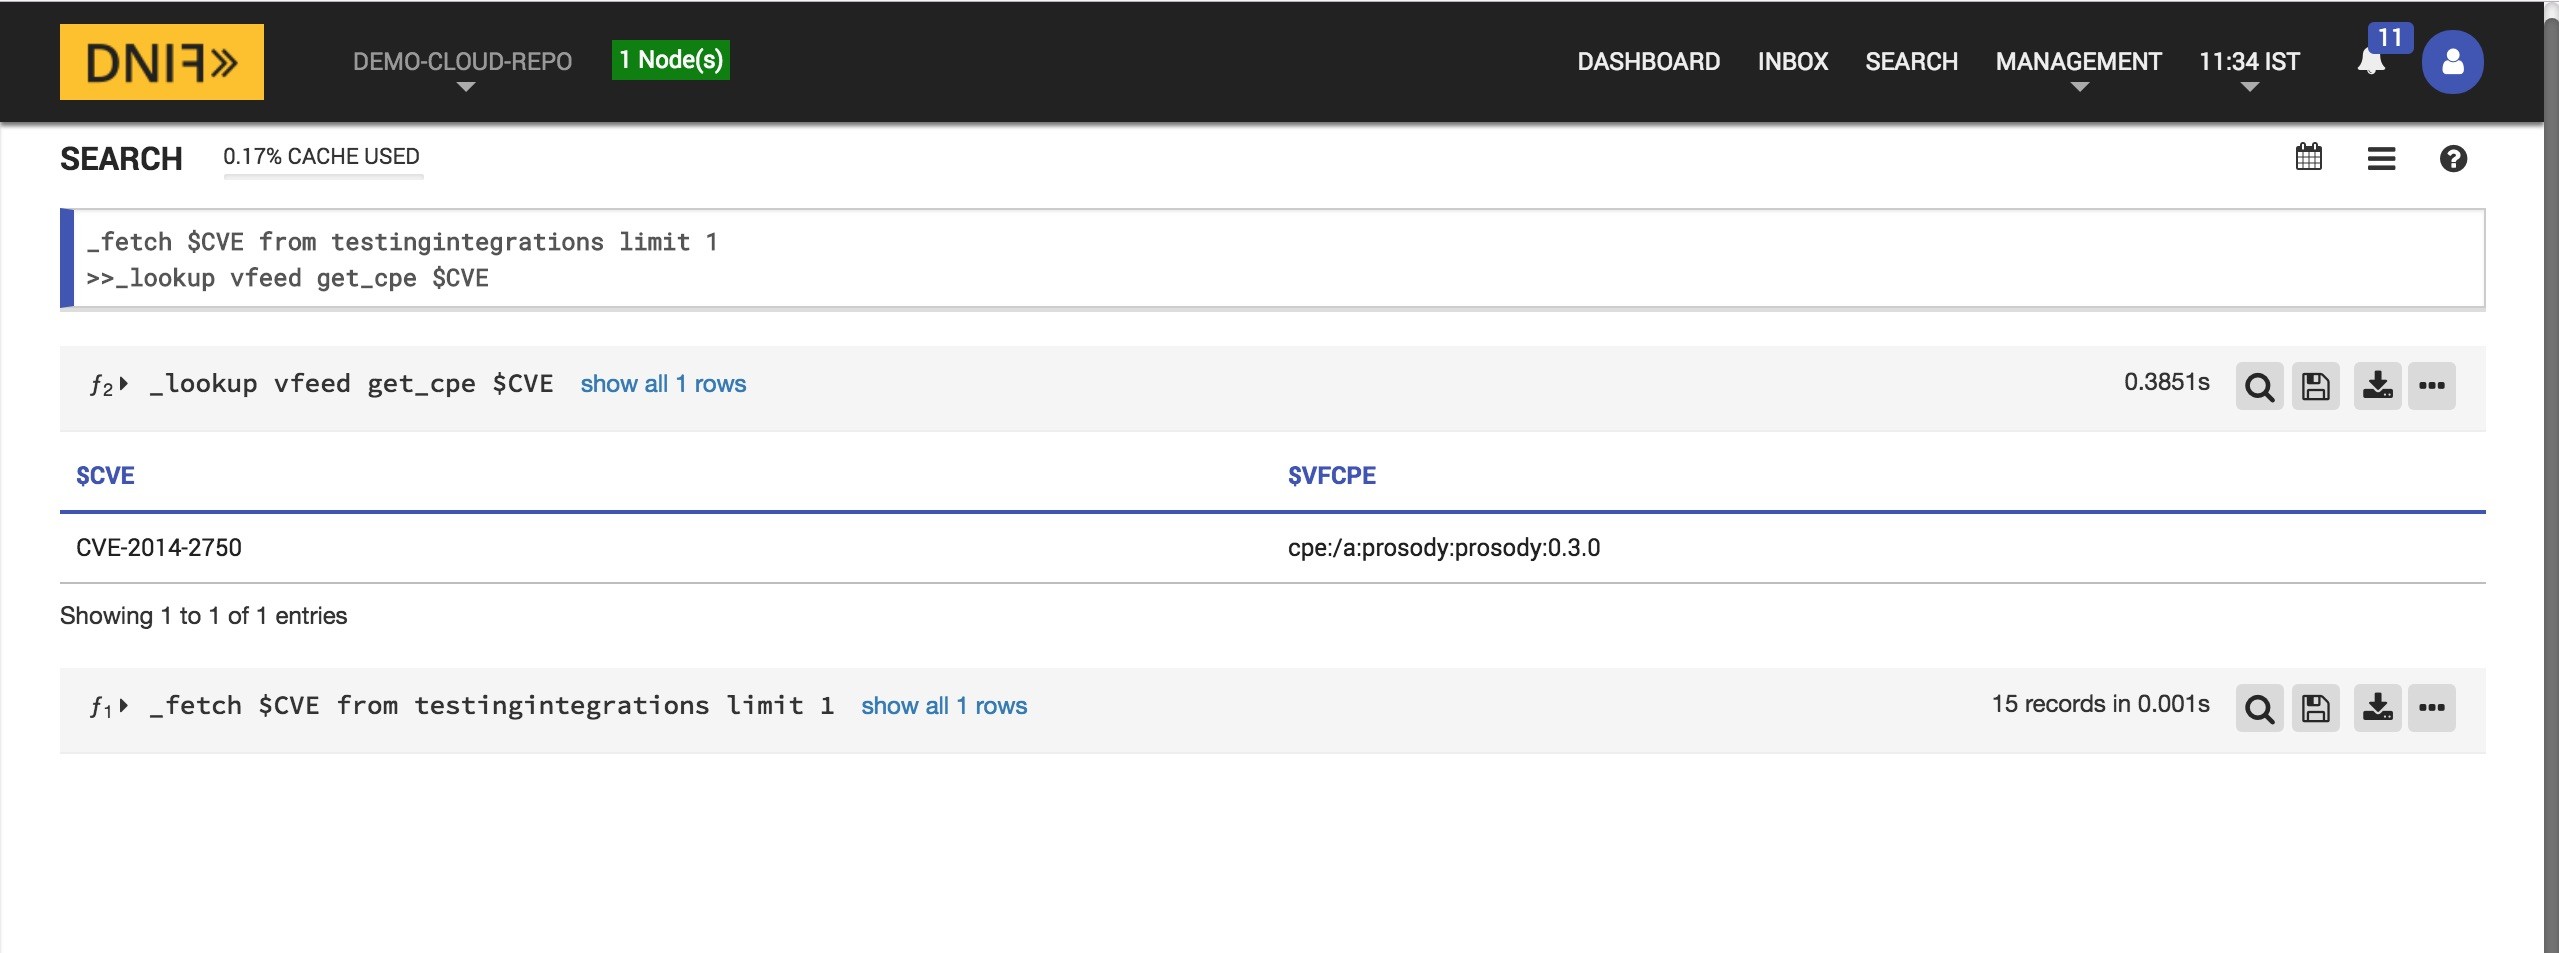 DNIF»
DEMO-CLOUD-REPO
1 Node(s)
DASHBOARD INBOX SEARCH MANAGEMENT 11:34 IST
11
SEARCH
0.17% CACHE USED
_fetch $CVE from testingintegrations limit 1
>>_lookup vfeed get_cpe $CVE
f2 _lookup vfeed get_cpe $CVE show all 1 rows 0.3851s
$CVE $VFCPE
CVE-2014-2750 cpe:/a:prosody:prosody:0.3.0
Showing 1 to 1 of 1 entries
f1 _fetch $CVE from testingintegrations limit 1 show all 1 rows 15 records in 0.001s